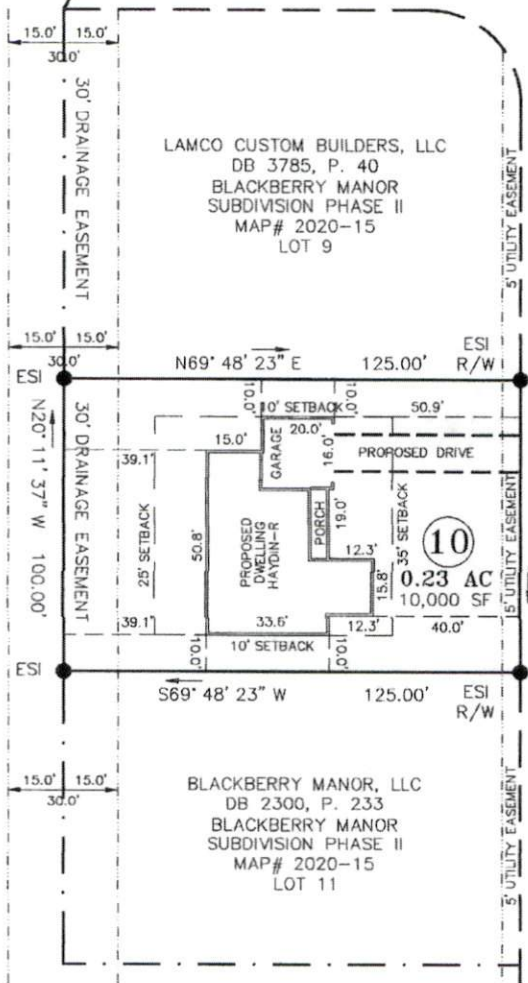 15.0' 15.0'
30.0'
30' DRAINAGE EASEMENT
LAMCO CUSTOM BUILDERS, LLC
DB 3785, P. 40
BLACKBERRY MANOR
SUBDIVISION PHASE II
MAP# 2020-15
LOT 9
5' UTILITY EASEMENT
15.0' 15.0'
30.0'
ESI
N69° 48' 23" E 125.00'
ESI
R/W
N20° 11' 37" W 100.00'
30' DRAINAGE EASEMENT
10.0'
10' SETBACK
10.0'
50.9'
20.0'
15.0'
39.1'
GARAGE
16.0'
PROPOSED DRIVE
25' SETBACK
50.8'
PROPOSED
DWELLING
HAYDIN-R
PORCH
19.0'
35' SETBACK
12.3'
15.8'
10
0.23 AC
10,000 SF
39.1'
33.6'
12.3'
40.0'
10.0'
10' SETBACK
10.0'
ESI
S69° 48' 23" W 125.00'
ESI
R/W
15.0' 15.0'
30.0'
BLACKBERRY MANOR, LLC
DB 2300, P. 233
BLACKBERRY MANOR
SUBDIVISION PHASE II
MAP# 2020-15
LOT 11
5' UTILITY EASEMENT